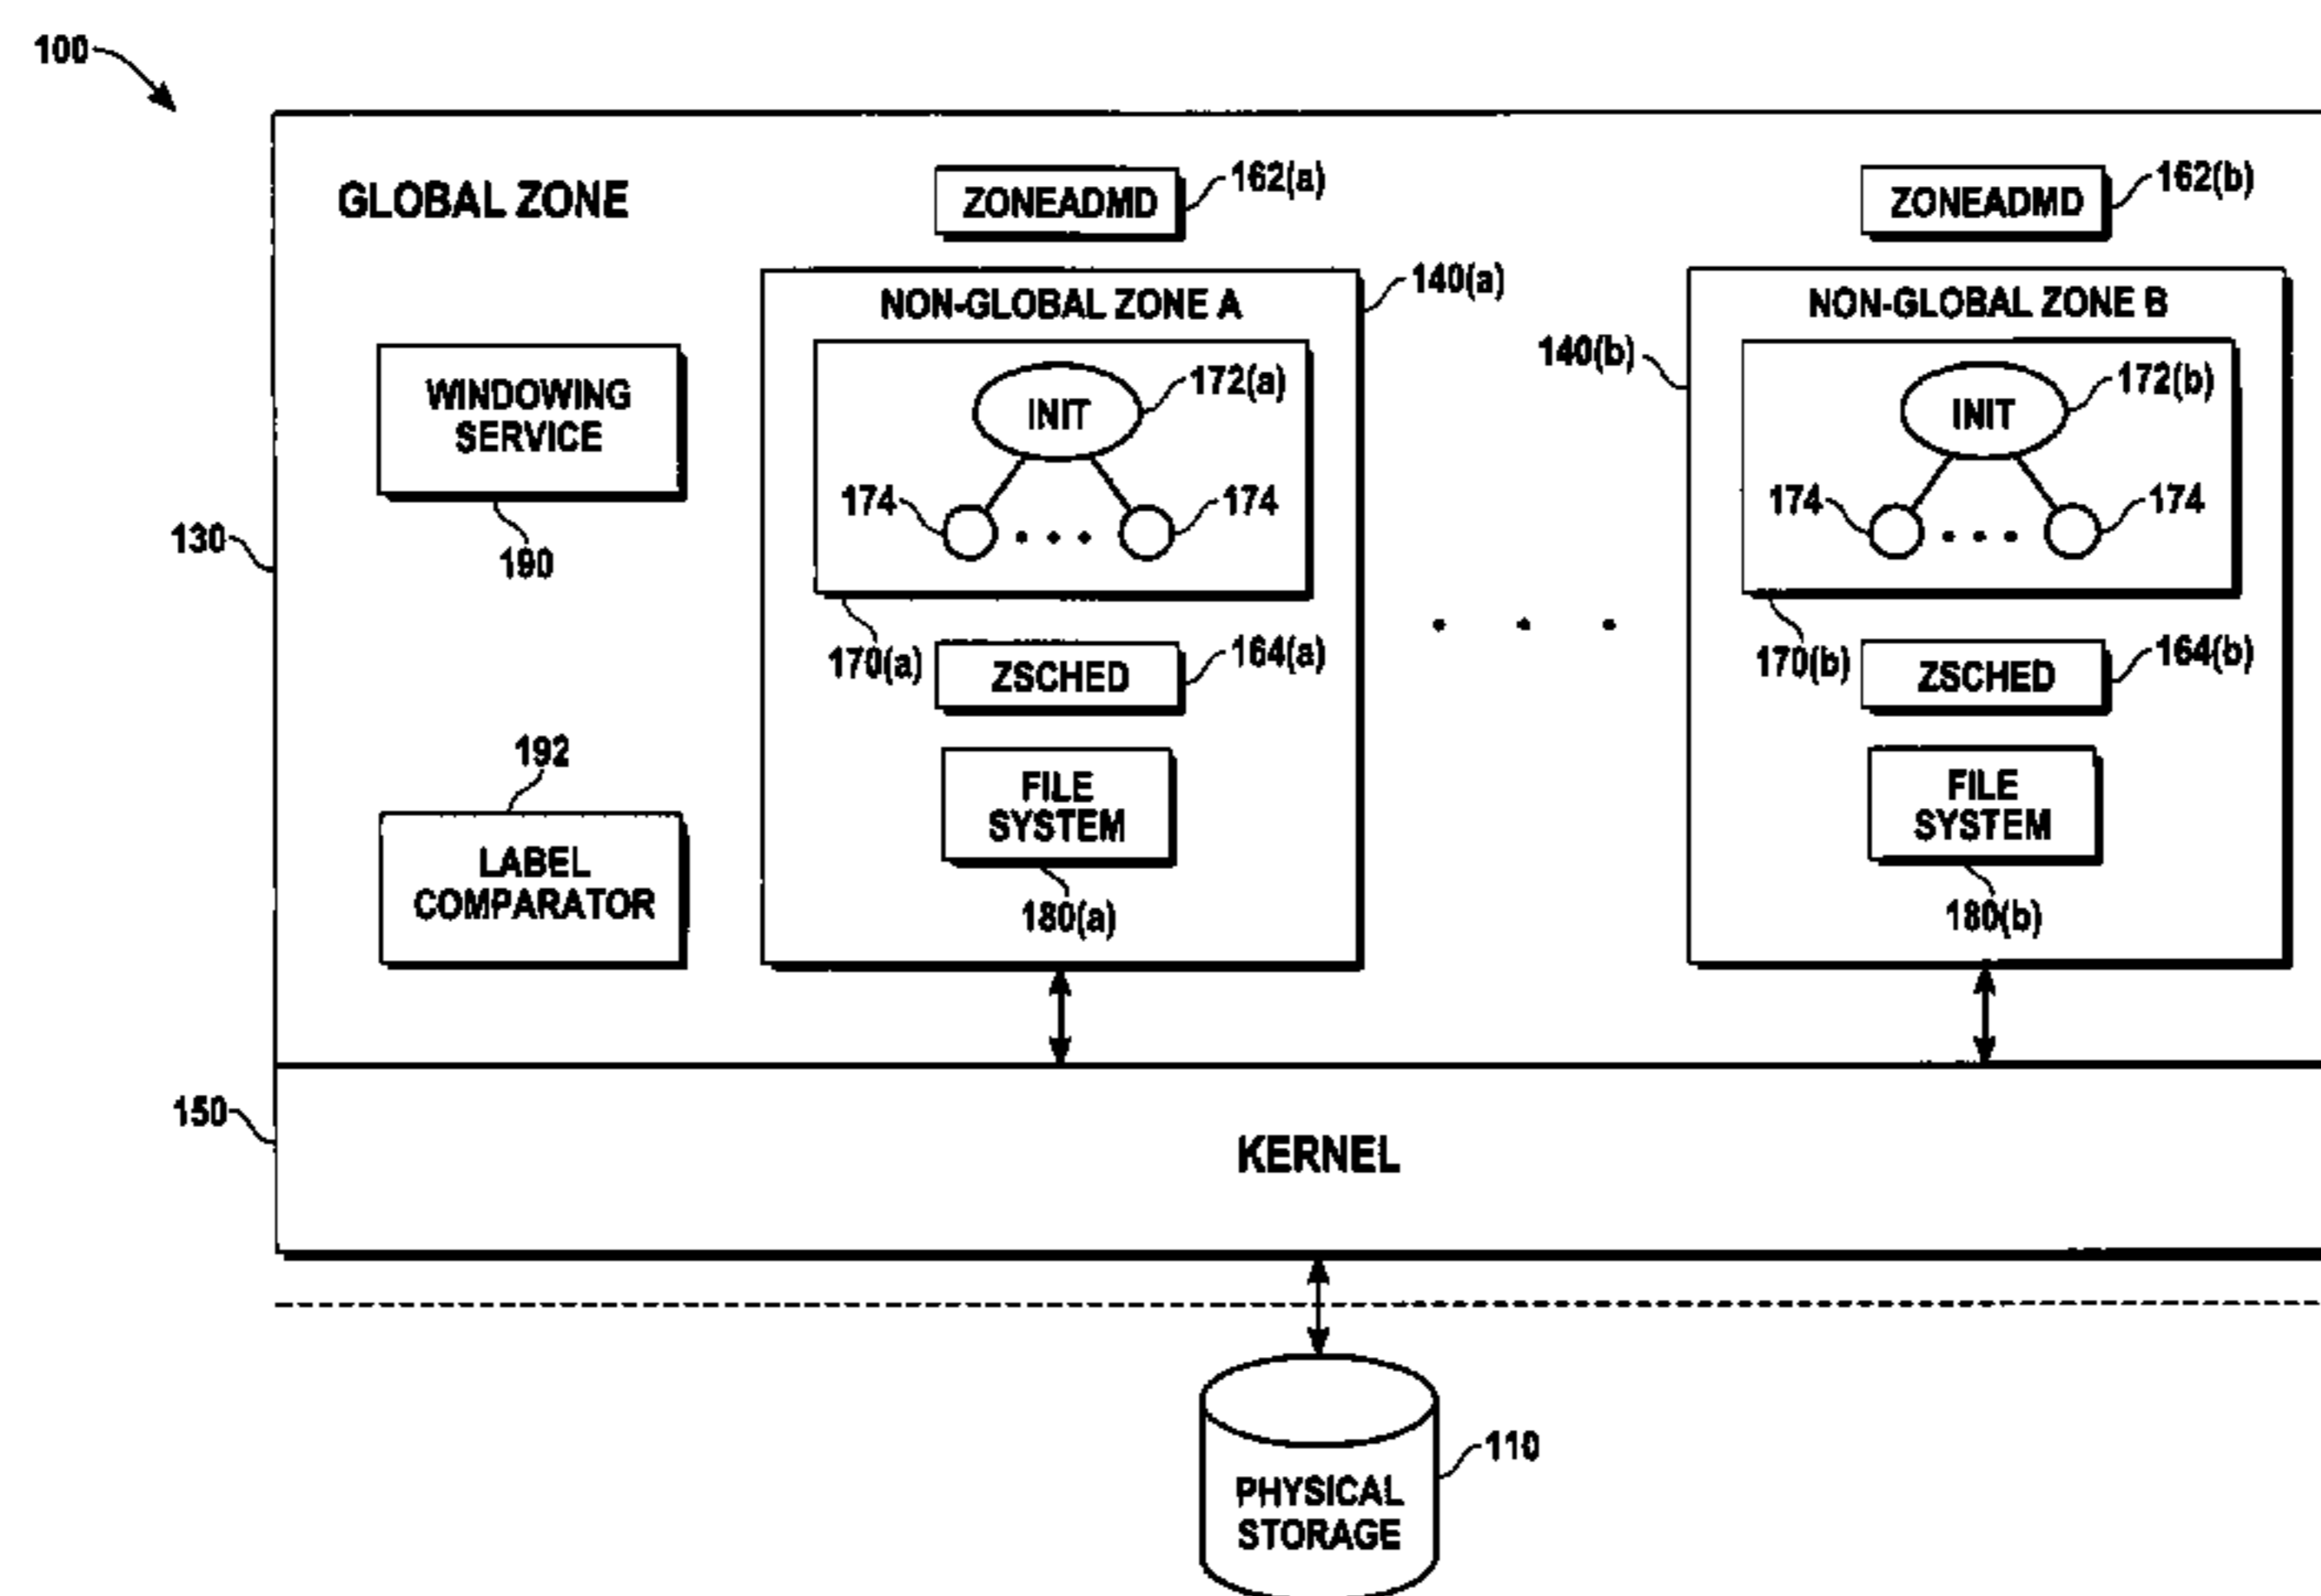 100
GLOBAL ZONE
ZONEADMD
162(a)
ZONEADMD
162(b)
NON-GLOBAL ZONE A
140(a)
NON-GLOBAL ZONE B
140(b)
WINDOWING
SERVICE
190
INIT
172(a)
174
174
170(a)
INIT
172(b)
174
174
170(b)
130
ZSCHED
164(a)
ZSCHED
164(b)
192
LABEL
COMPARATOR
FILE
SYSTEM
180(a)
FILE
SYSTEM
180(b)
150
KERNEL
110
PHYSICAL
STORAGE